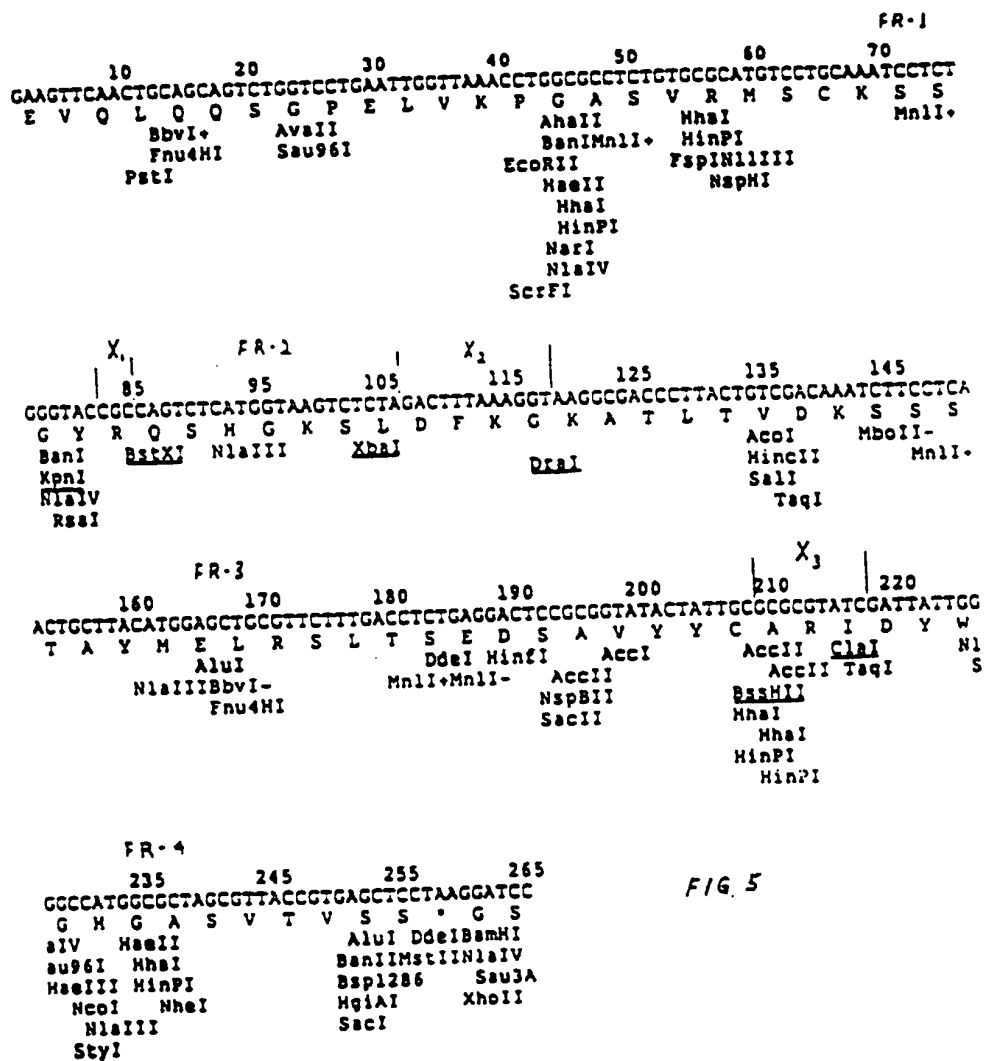 FR-1
10 20 30 40 50 60 70
GAAGTTCAACTGCAGCAGTCTGGTCCTGAATTGGTTAAACCTGGCGCCTCTGTGCGCATGTCCTGCAAATCCTCT
E V Q L Q Q S G P E L V K P G A S V R M S C K S S
BbvI+ AvaII AhaII HhaI MnlI+
Fnu4HI Sau96I BanIMnlI+ HinPI
PstI EcoRII FspINlIIII
HaeII NspHI
HhaI
HinPI
NarI
NlaIV
ScrFI
X₁ FR-2 X₂
85 95 105 115 125 135 145
GGGTACCGCCAGTCTCATGGTAAGTCTCTAGACTTTAAAGGTAAGGCGACCCTTACTGTCGACAAATCTTCCTCA
G Y R Q S H G K S L D F K G K A T L T V D K S S S
BanI BstXI NlaIII XbaI DraI AcoI MboII-
KpnI HincII MnlI+
NlaIV SalI
RsaI TaqI
FR-3 X₃
160 170 180 190 200 210 220
ACTGCTTACATGGAGCTGCGTTCTTTGACCTCTGAGGACTCCGCGGTATACTATTGCGCGCGTATCGATTATTGG
T A Y M E L R S L T S E D S A V Y Y C A R I D Y W
AluI DdeI HinfI AccI AccII ClaI Nl
NlaIIIBbvI- MnlI+MnlI- AccII AccII TaqI S
Fnu4HI NspBII BssHII
SacII HhaI
HhaI
HinPI
HinPI
FR-4
235 245 255 265
GGCCATGGCGCTAGCGTTACCGTGAGCTCCTAAGGATCC
G H G A S V T V S S * G S
aIV HaeII AluI DdeIBamHI
au96I HhaI BanIIMstIINlaIV
HaeIII HinPI Bsp1286 Sau3A
NcoI NheI HgiAI XhoII
NlaIII SacI
StyI
FIG. 5